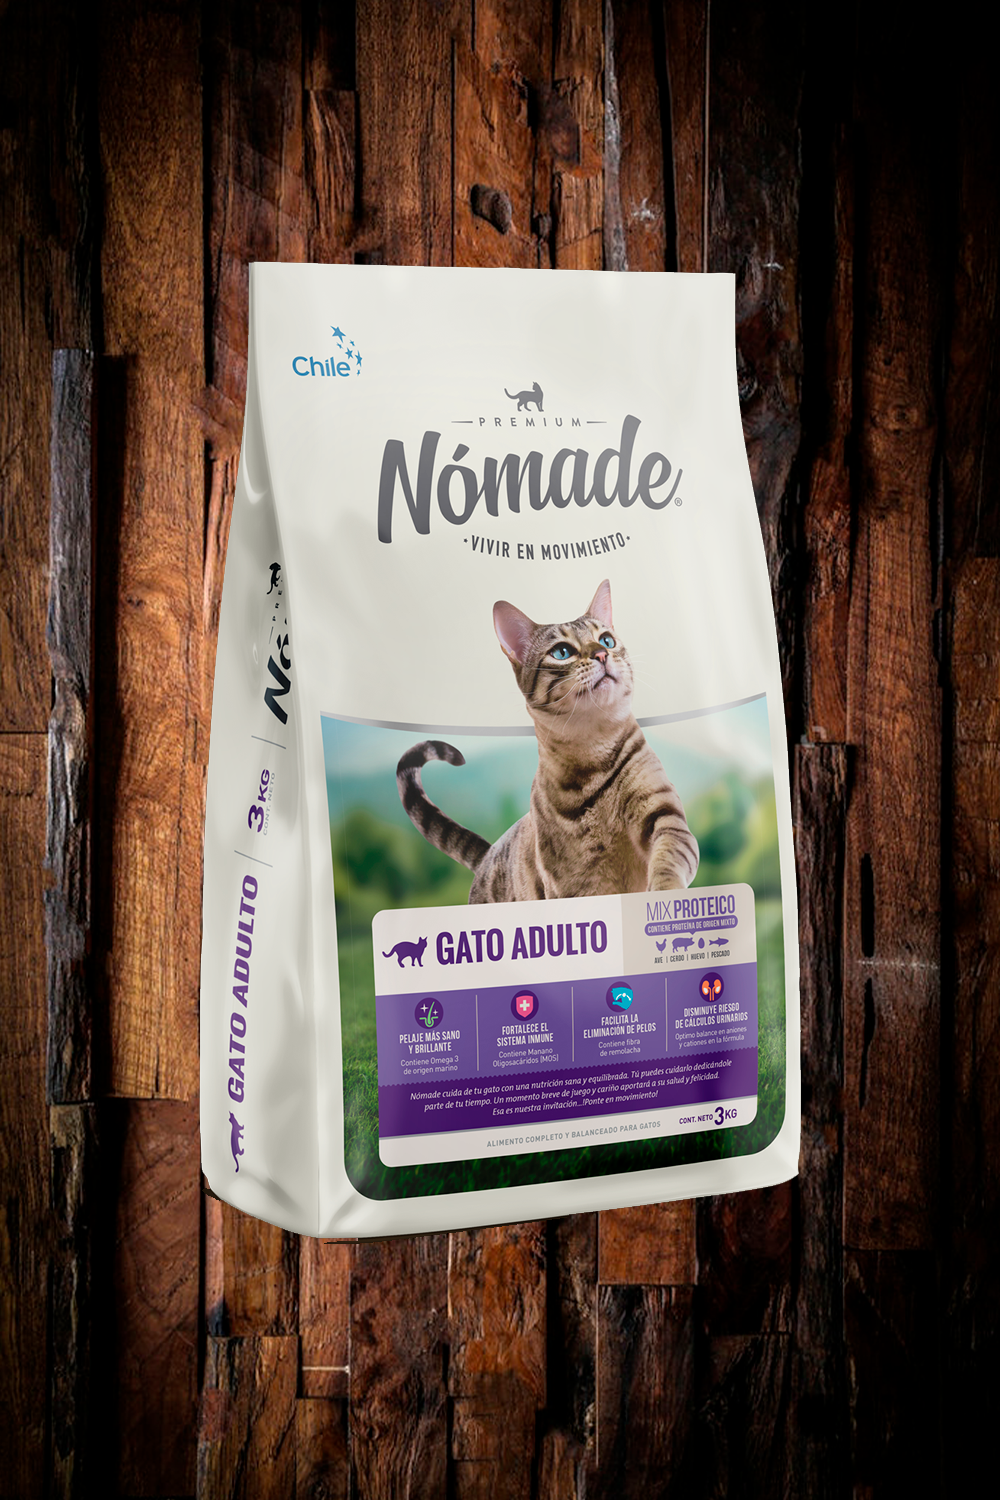 Chile
PREMIUM
Nómade®
·VIVIR EN MOVIMIENTO·
GATO ADULTO
MIX PROTEICO
CONTIENE PROTEÍNA DE ORIGEN MIXTO
AVE | CERDO | HUEVO | PESCADO
PELAJE MÁS SANO
Y BRILLANTE
Contiene Omega 3
de origen marino
FORTALECE EL
SISTEMA INMUNE
Contiene Manano
Oligosacáridos (MOS)
FACILITA LA
ELIMINACIÓN DE PELOS
Contiene fibra
de remolacha
DISMINUYE RIESGO
DE CÁLCULOS URINARIOS
Optimo balance en aniones
y cationes en la fórmula
Nómade cuida de tu gato con una nutrición sana y equilibrada. Tú puedes cuidarlo dedicándole
parte de tu tiempo. Un momento breve de juego y cariño aportará a su salud y felicidad.
Esa es nuestra invitación...!Ponte en movimiento!
CONT. NETO 3KG
ALIMENTO COMPLETO Y BALANCEADO PARA GATOS
GATO ADULTO
3KG
CONT. NETO
Nó